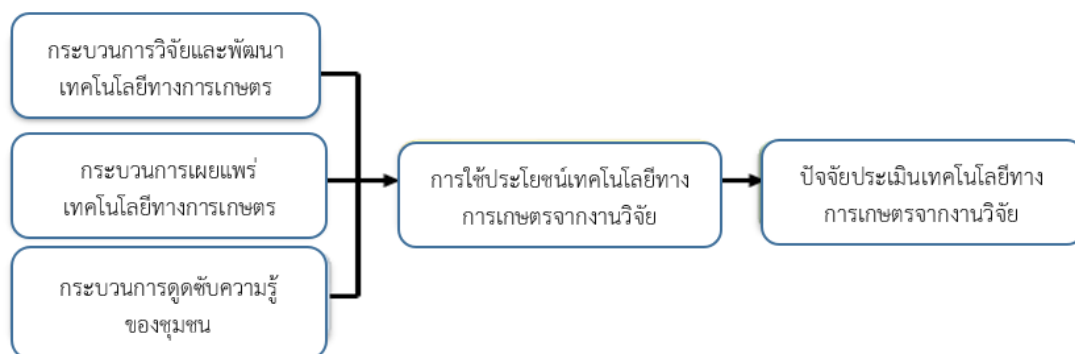 กระบวนการวิจัยและพัฒนา
เทคโนโลยีทางการเกษตร
กระบวนการเผยแพร่
เทคโนโลยีทางการเกษตร
กระบวนการดูดซับความรู้
ของชุมชน
การใช้ประโยชน์เทคโนโลยีทาง
การเกษตรจากงานวิจัย
ปัจจัยประเมินเทคโนโลยีทาง
การเกษตรจากงานวิจัย